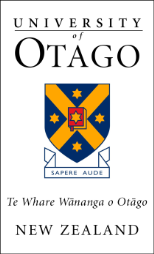 UNIVERSITY
of
OTAGO
SAPERE AUDE
Te Whare Wānanga o Otāgo
NEW ZEALAND